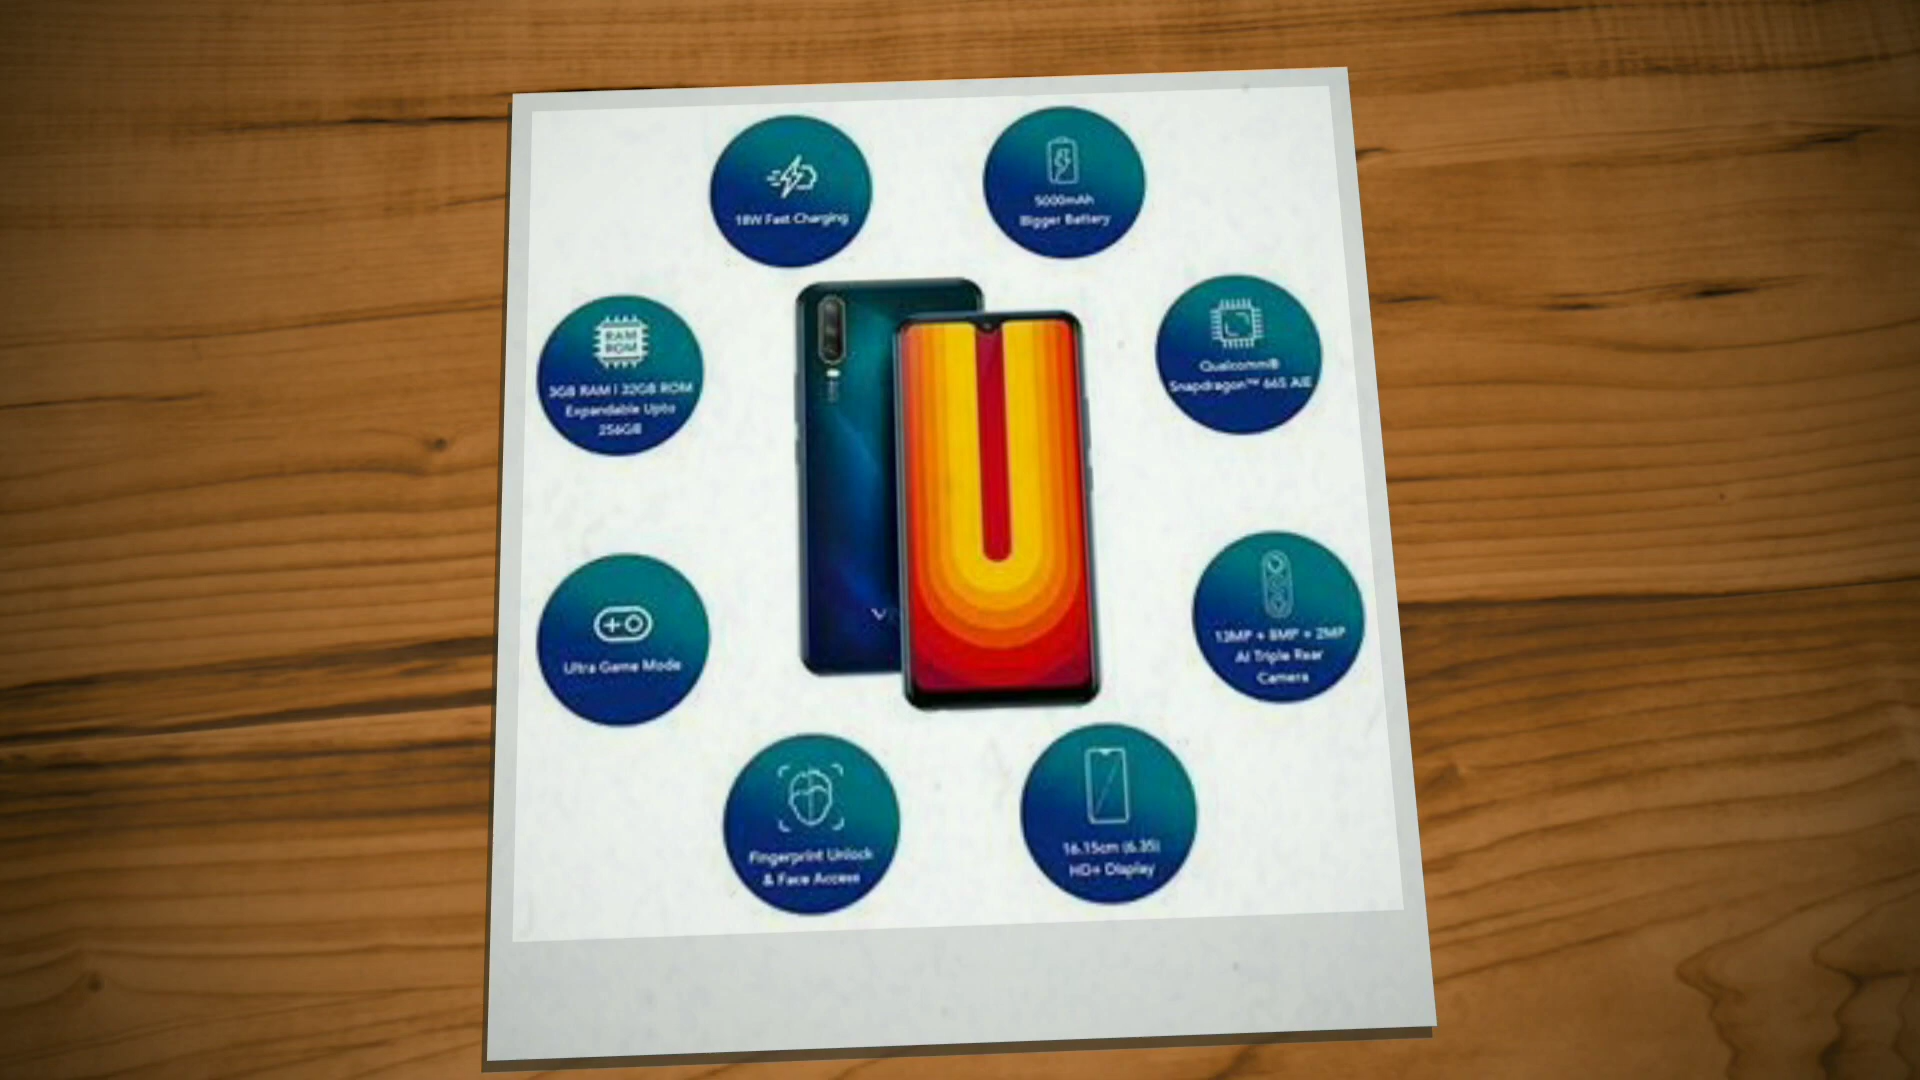 18W Fast Charging
5000mAh
Bigger Battery
RAM
ROM
3GB RAM | 32GB ROM
Expandable Upto
256GB
Qualcomm®
Snapdragon™ 665 AIE
Ultra Game Mode
13MP + 8MP + 2MP
AI Triple Rear
Camera
Fingerprint Unlock
& Face Access
16.15cm (6.35)
HD+ Display